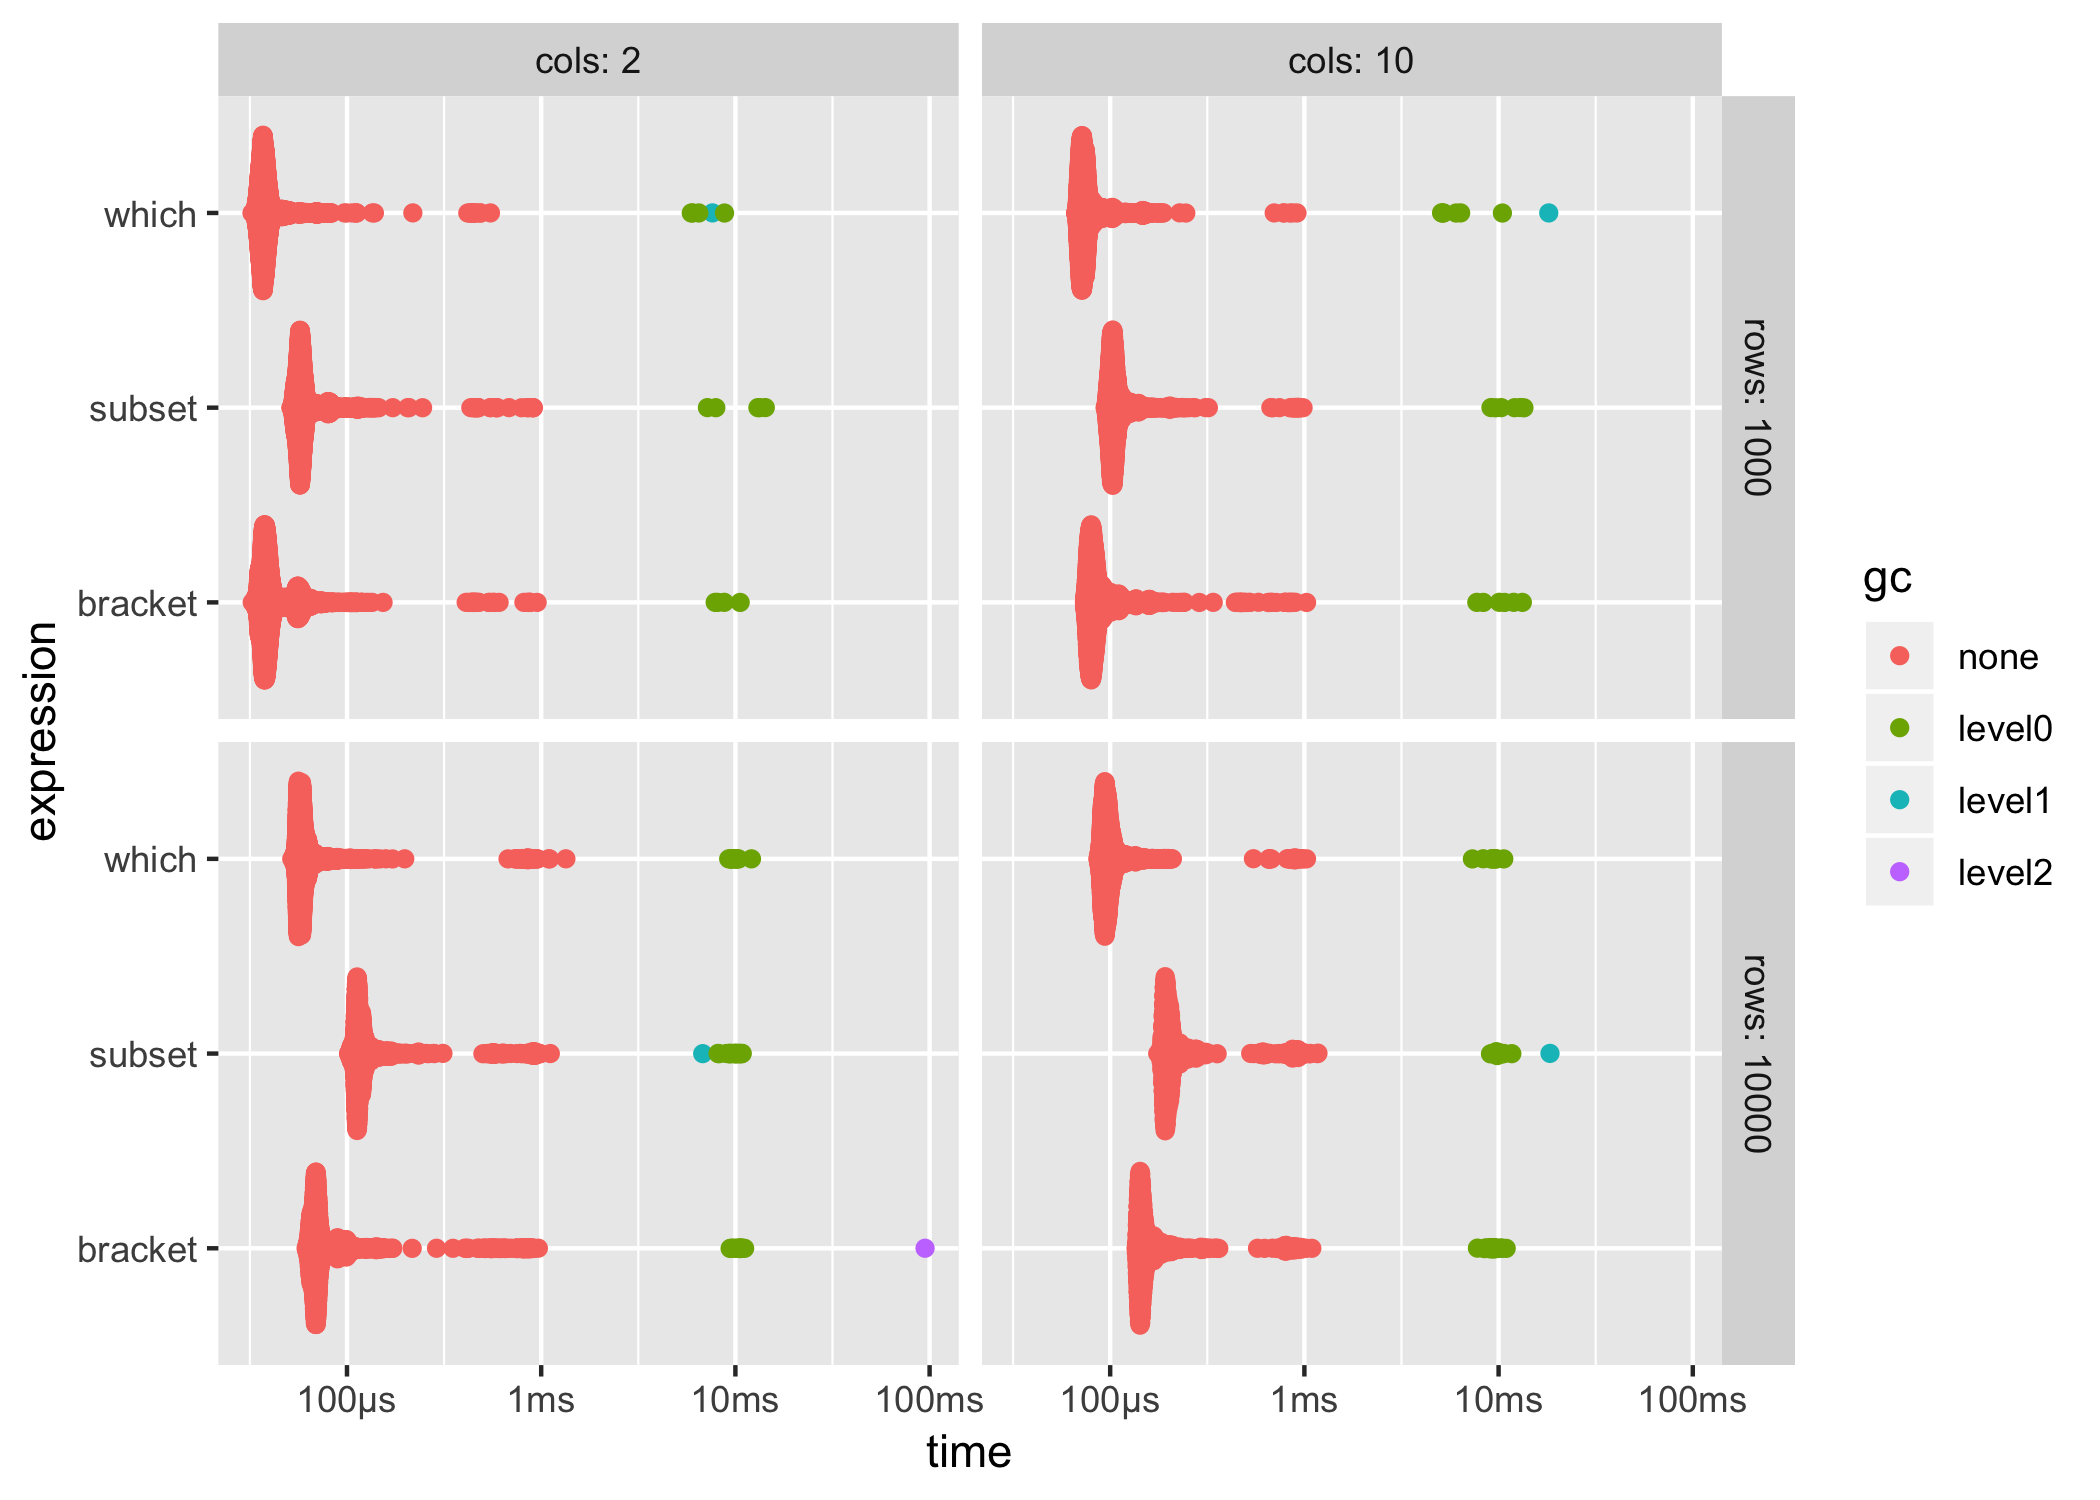 cols: 2
cols: 10
which
subset
bracket
rows: 1000
expression
which
subset
bracket
rows: 10000
100µs
1ms
10ms
100ms
100µs
1ms
10ms
100ms
time
gc
none
level0
level1
level2